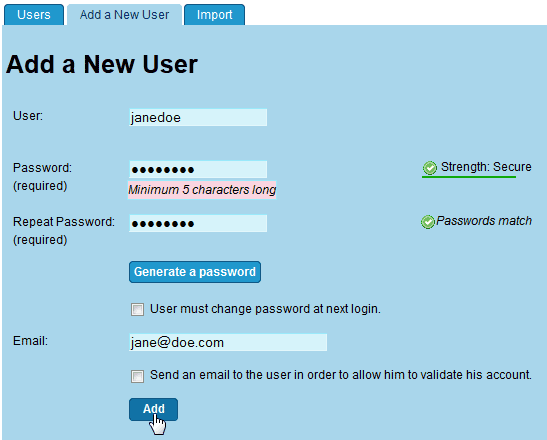 Users Add a New User Import
Add a New User
User: janedoe
Password: ●●●●●●●● Strength: Secure
(required) Minimum 5 characters long
Repeat Password: ●●●●●●●● Passwords match
(required)
Generate a password
User must change password at next login.
Email: jane@doe.com
Send an email to the user in order to allow him to validate his account.
Add